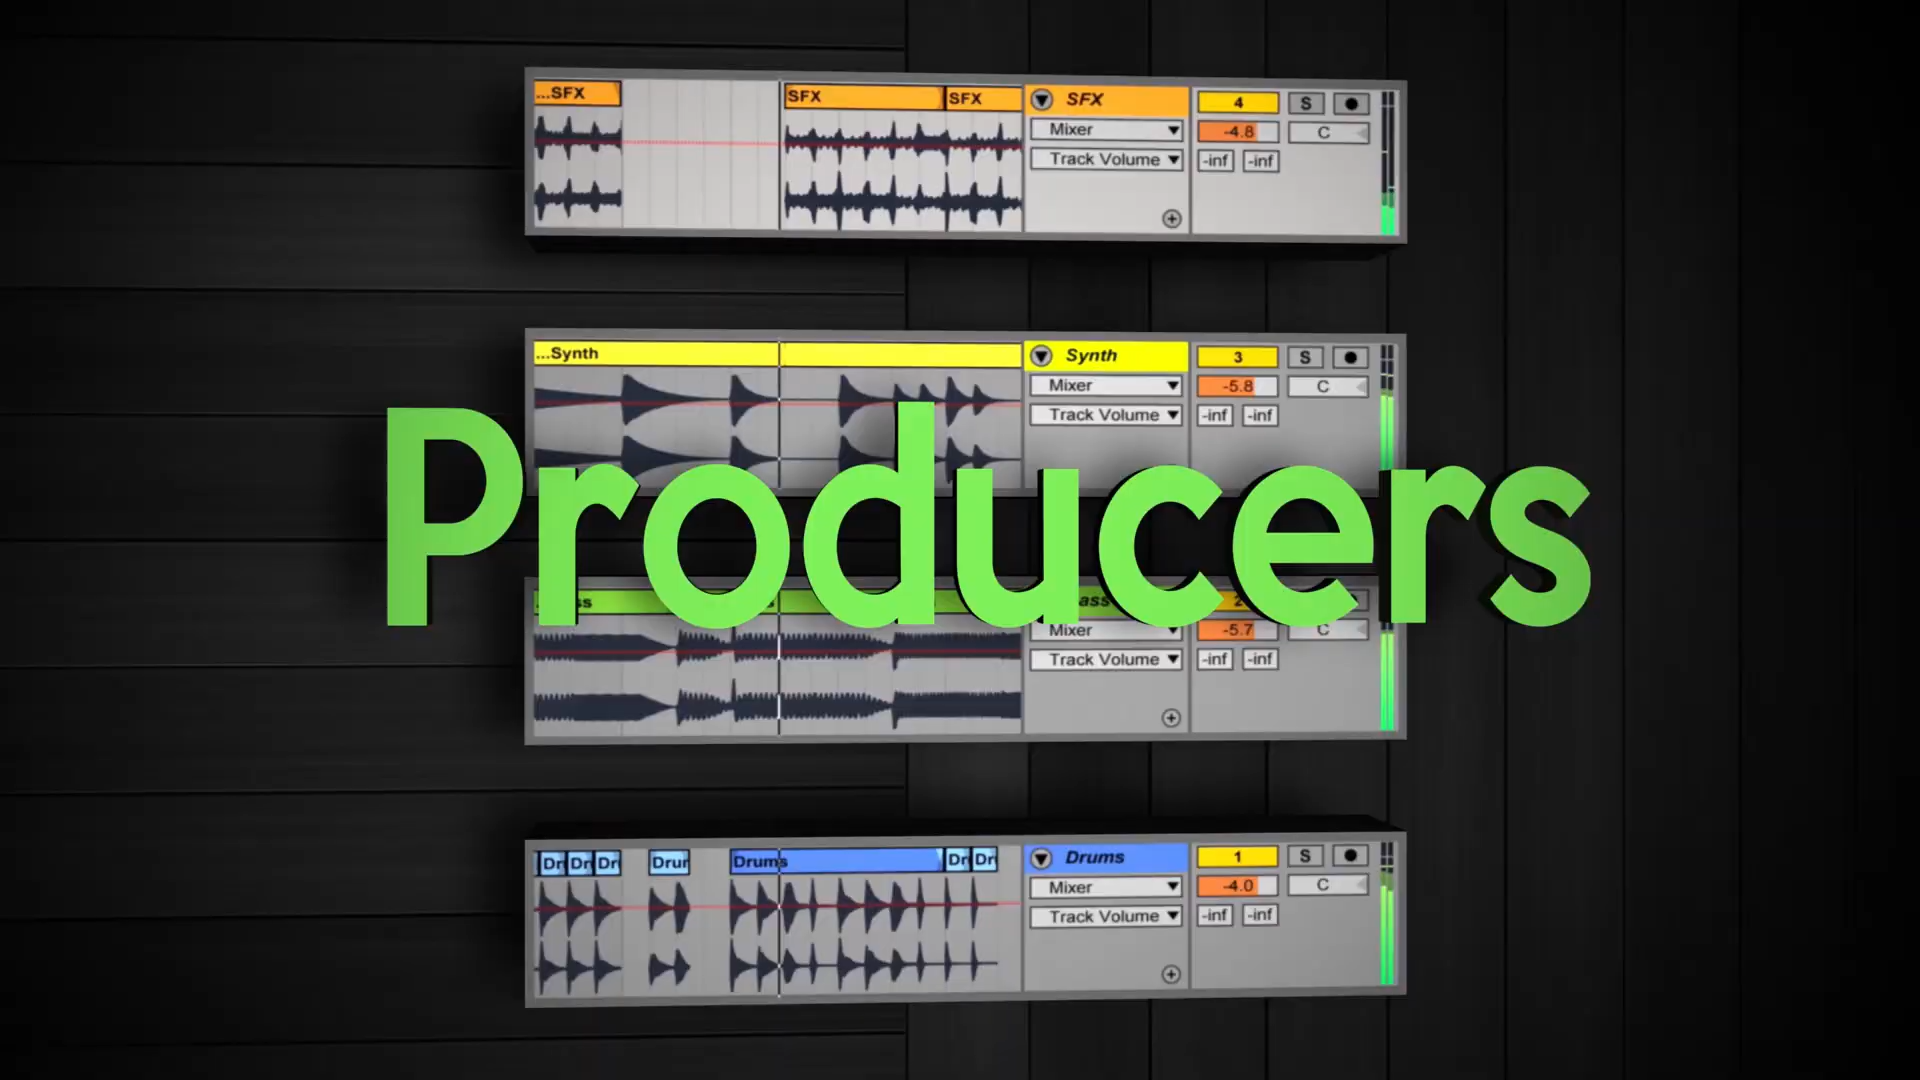 ...SFX SFX SFX SFX 4 S
Mixer -4.8 C
Track Volume -inf -inf
...Synth Synth 3 S
Mixer -5.8 C
Track Volume -inf -inf
Producers
Mixer -5.7 C
Track Volume -inf -inf
Dr Dr Dr Drur Drums Dr Dr Drums 1 S
Mixer -4.0 C
Track Volume -inf -inf